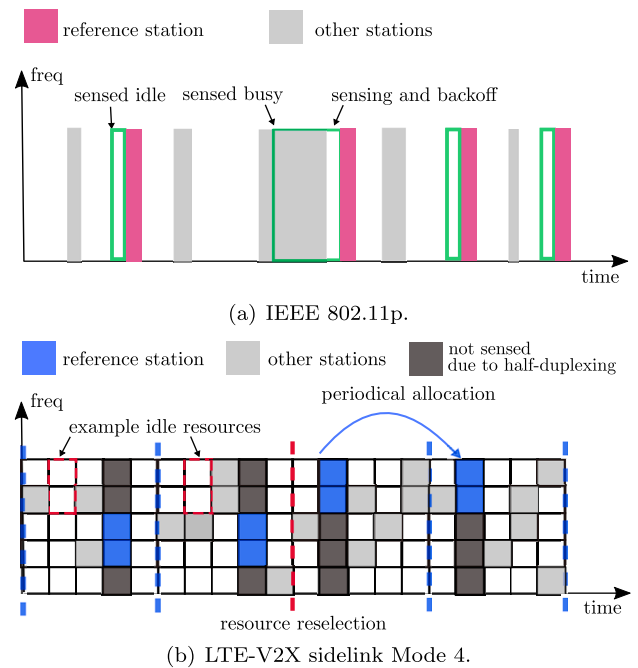 reference station
other stations
freq
sensed idle
sensed busy
sensing and backoff
time
(a) IEEE 802.11p.
reference station
other stations
not sensed
due to half-duplexing
periodical allocation
freq
example idle resources
time
resource reselection
(b) LTE-V2X sidelink Mode 4.